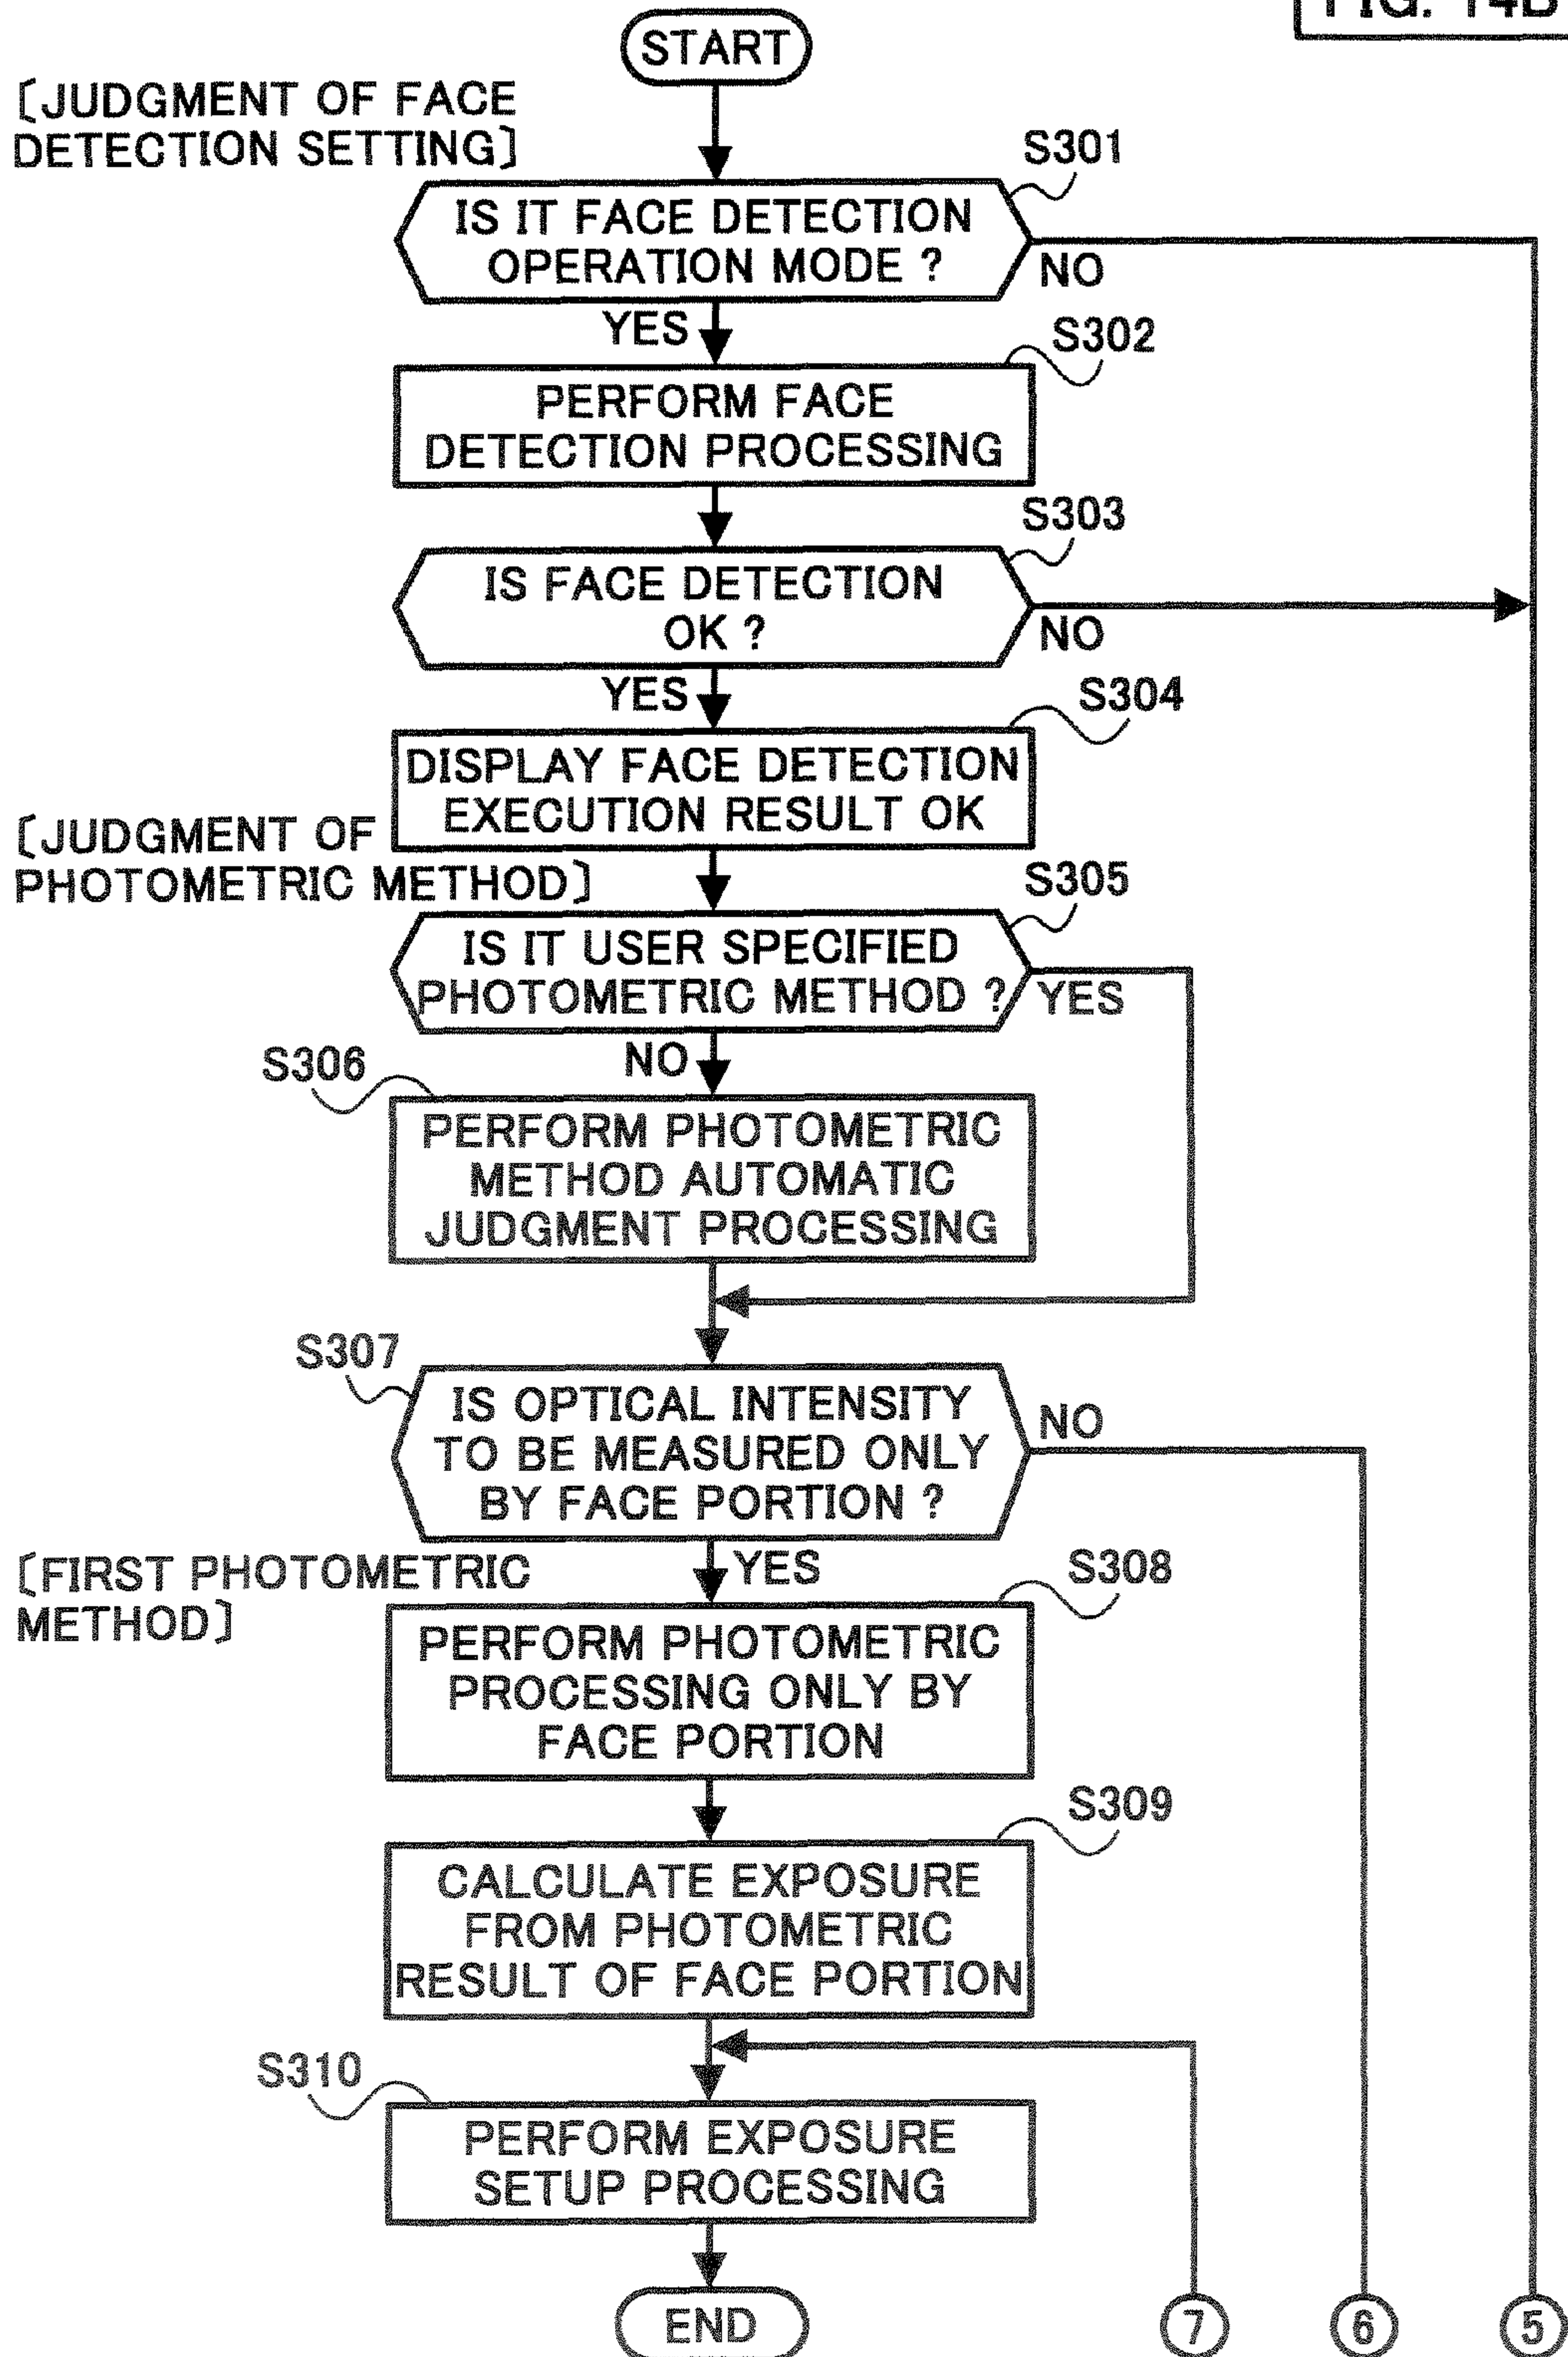 FIG. 14B
START
[JUDGMENT OF FACE
DETECTION SETTING]
S301
IS IT FACE DETECTION
OPERATION MODE ?
NO
YES
S302
PERFORM FACE
DETECTION PROCESSING
S303
IS FACE DETECTION
OK ?
NO
YES
S304
DISPLAY FACE DETECTION
EXECUTION RESULT OK
[JUDGMENT OF
PHOTOMETRIC METHOD]
S305
IS IT USER SPECIFIED
PHOTOMETRIC METHOD ?
YES
NO
S306
PERFORM PHOTOMETRIC
METHOD AUTOMATIC
JUDGMENT PROCESSING
S307
IS OPTICAL INTENSITY
TO BE MEASURED ONLY
BY FACE PORTION ?
NO
YES
[FIRST PHOTOMETRIC
METHOD]
S308
PERFORM PHOTOMETRIC
PROCESSING ONLY BY
FACE PORTION
S309
CALCULATE EXPOSURE
FROM PHOTOMETRIC
RESULT OF FACE PORTION
S310
PERFORM EXPOSURE
SETUP PROCESSING
END
7
6
5